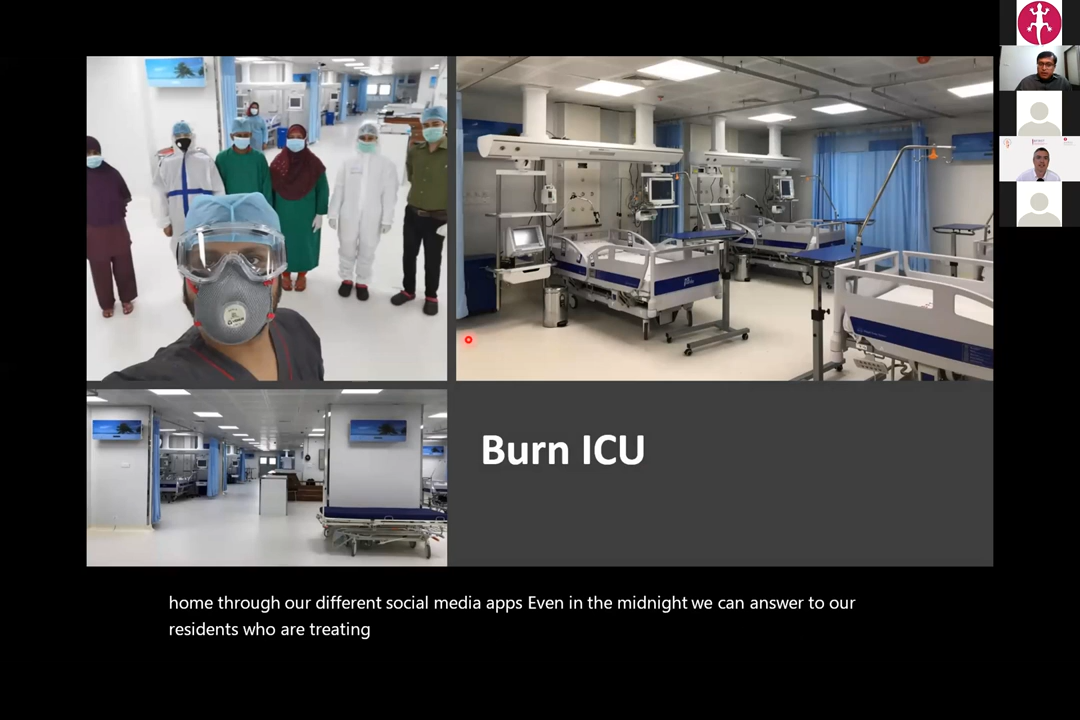 Burn ICU
home through our different social media apps Even in the midnight we can answer to our
residents who are treating